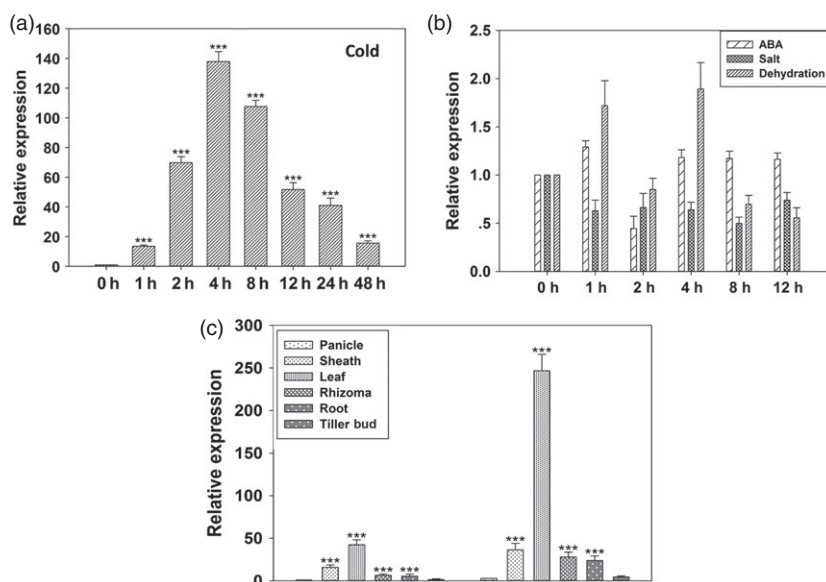 (a)
Cold
Relative expression
160
140
120
100
80
60
40
20
0
*** *** *** *** *** *** ***
0 h 1 h 2 h 4 h 8 h 12 h 24 h 48 h
(b)
ABA
Salt
Dehydration
Relative expression
2.5
2.0
1.5
1.0
.5
0.0
0 h 1 h 2 h 4 h 8 h 12 h
(c)
Panicle
Sheath
Leaf
Rhizoma
Root
Tiller bud
Relative expression
300
250
200
150
100
50
0
*** *** *** *** *** *** *** ***